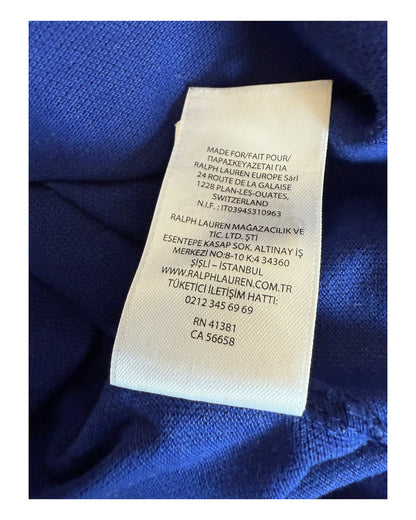 MADE FOR/FAIT POUR/
ΠΑΡΑΣΚΕΥΑΖΕΤΑΙ ΓΙΑ
RALPH LAUREN EUROPE Sàrl
24 ROUTE DE LA GALAISE
1228 PLAN-LES-OUATES,
SWITZERLAND
N.I.F. : IT03945310963
RALPH LAUREN MAĞAZACILIK VE
TİC. LTD. ŞTİ
ESENTEPE KASAP SOK. ALTINAY İŞ
MERKEZİ NO:8-10 K:4 34360
ŞİŞLİ – İSTANBUL
WWW.RALPHLAUREN.COM.TR
TÜKETİCİ İLETİŞİM HATTI:
0212 345 69 69
RN 41381
CA 56658